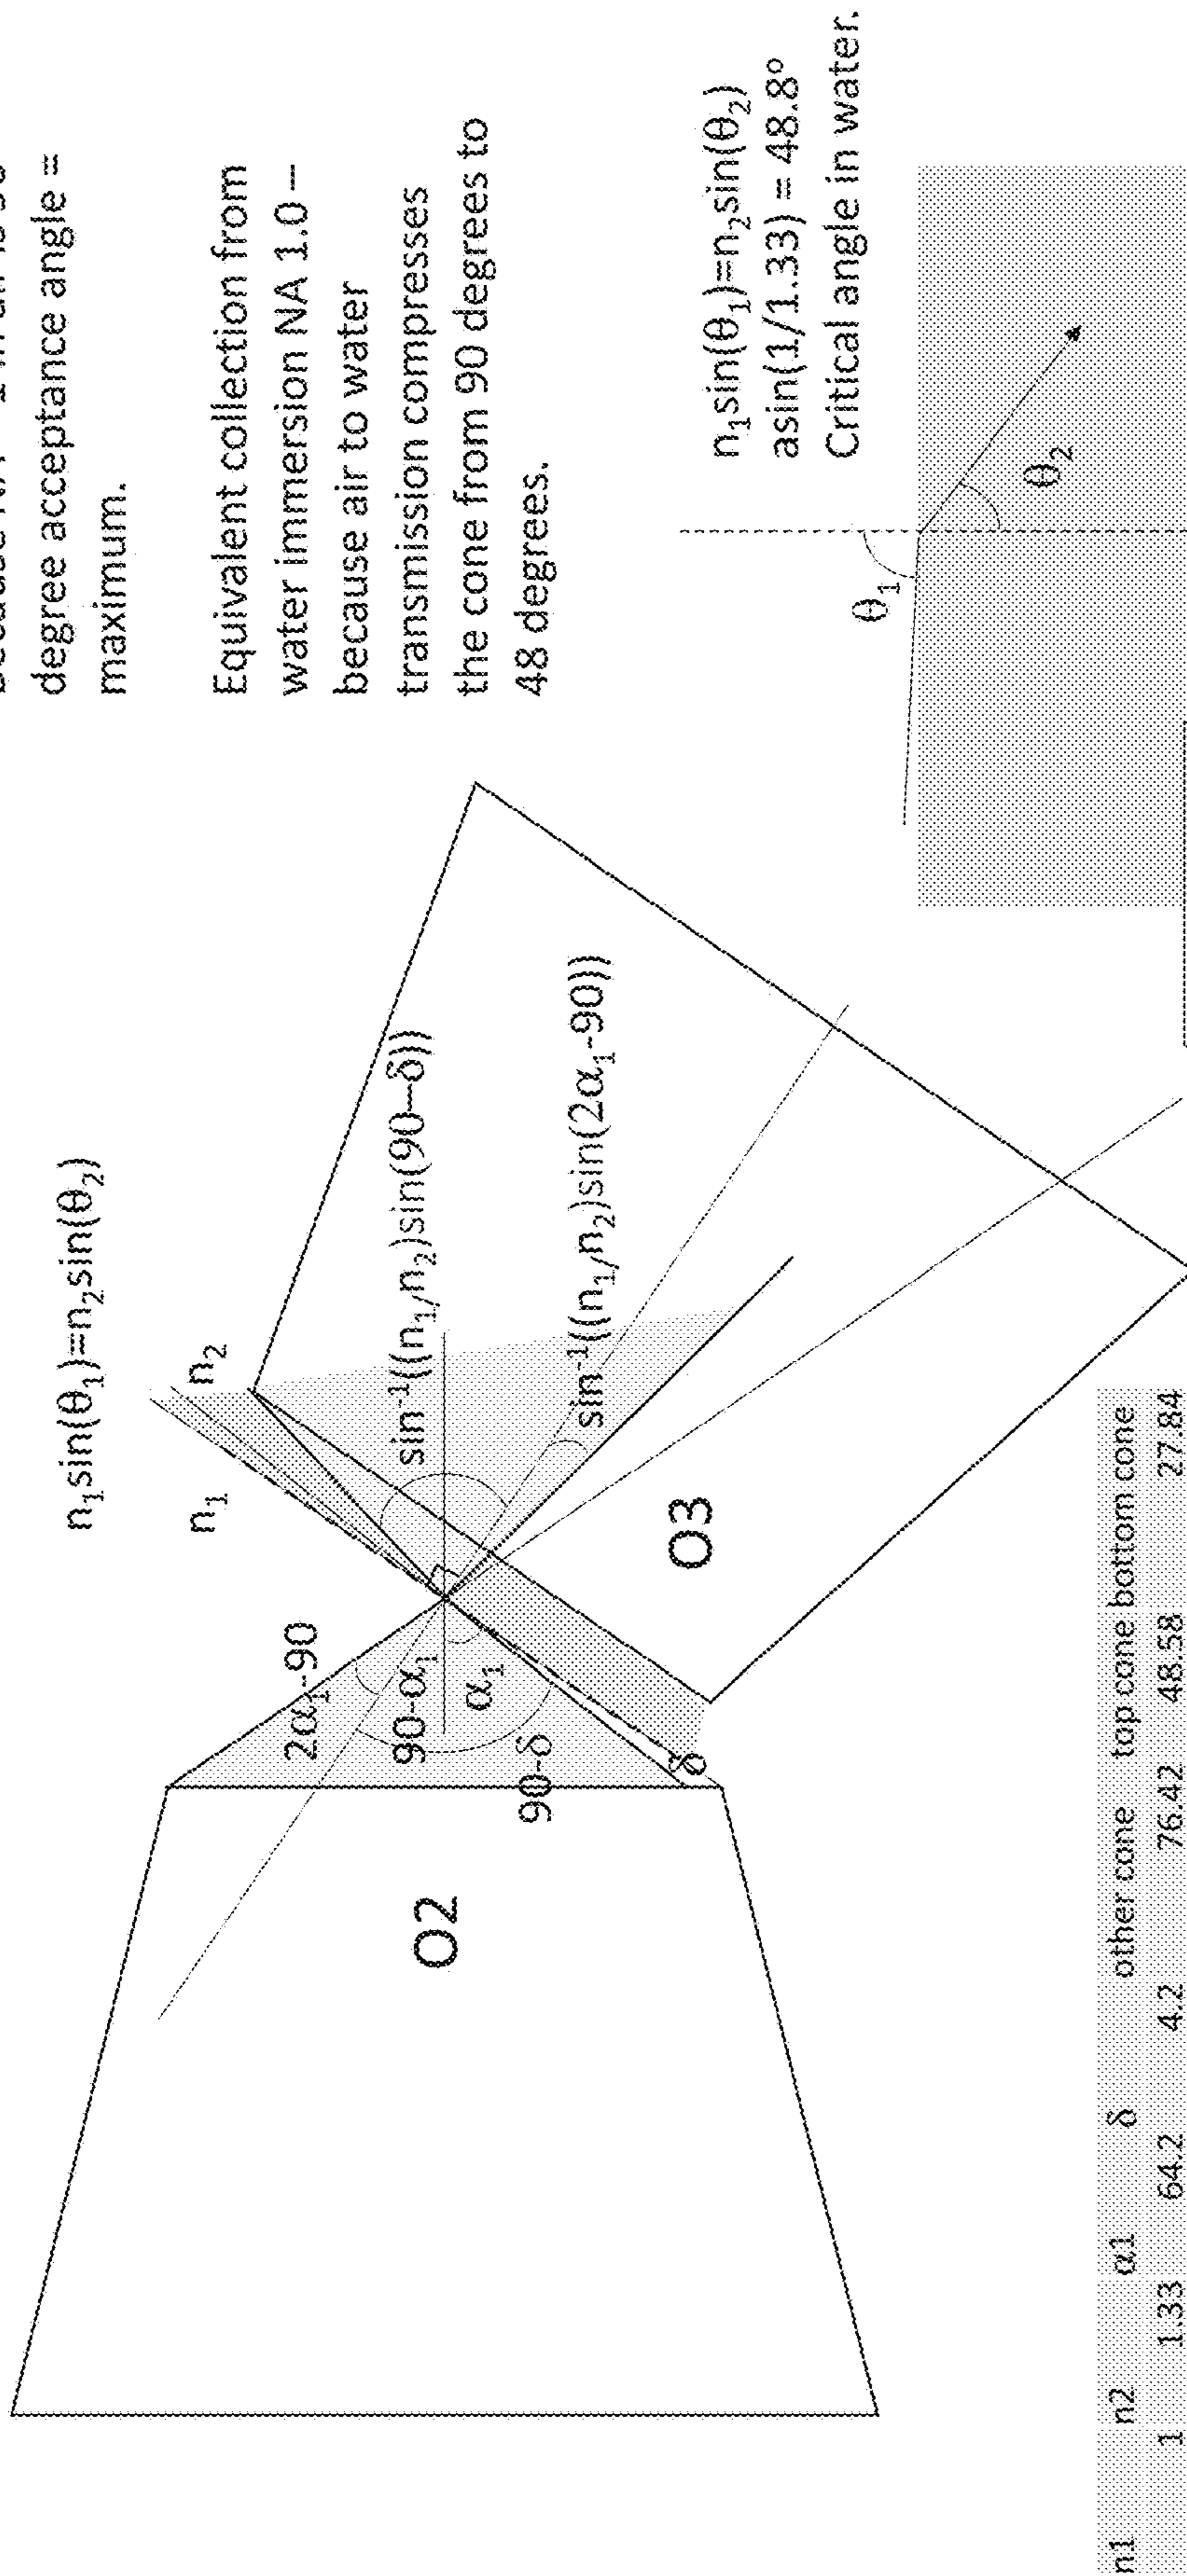 n₁sin(θ₁)=n₂sin(θ₂)
n₁
n₂
2α₁-90
90-α₁
α₁
90-δ
δ
sin⁻¹((n₁/n₂)sin(90-δ))
sin⁻¹((n₁/n₂)sin(2α₁-90))
O2
O3
degree acceptance angle =
maximum.
Equivalent collection from
water immersion NA 1.0 –
because air to water
transmission compresses
the cone from 90 degrees to
48 degrees.
n₁sin(θ₁)=n₂sin(θ₂)
asin(1/1.33) = 48.8º
Critical angle in water.
θ₁
θ₂
n1 n2 α1 δ other cone top cone bottom cone
1 1.33 64.2 4.2 76.42 48.58 27.84